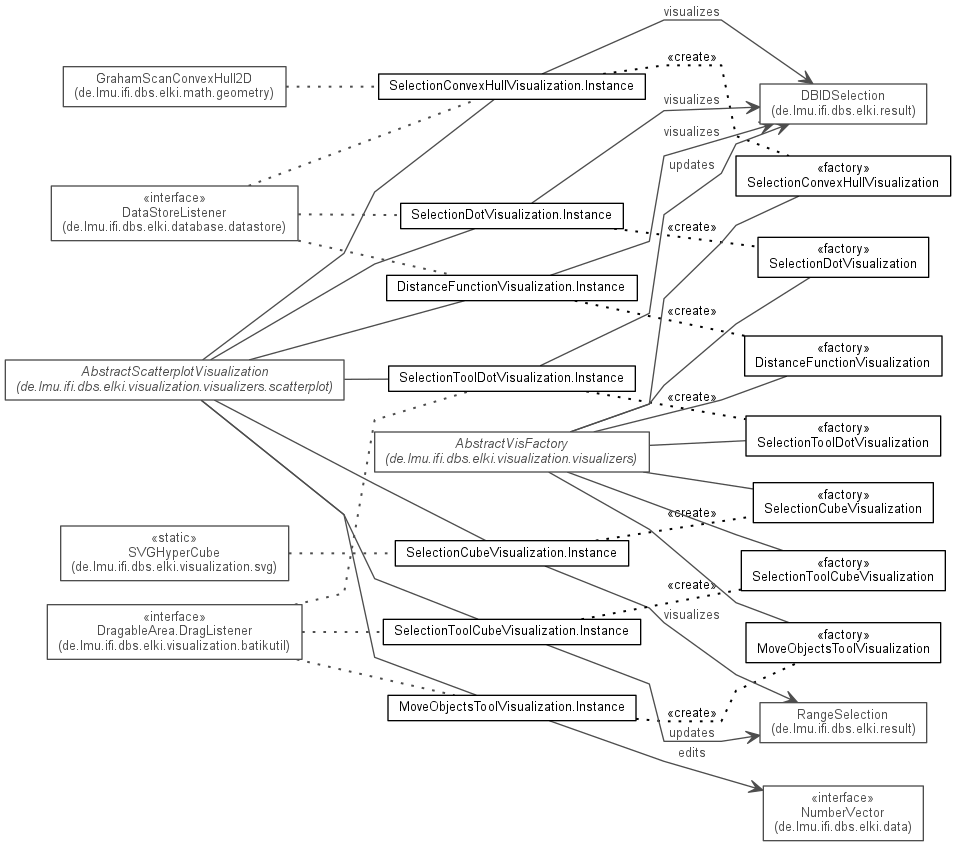 visualizes
«create»
GrahamScanConvexHull2D
(de.lmu.ifi.dbs.elki.math.geometry)
SelectionConvexHullVisualization.Instance
DBIDSelection
(de.lmu.ifi.dbs.elki.result)
visualizes
visualizes
updates
«factory»
SelectionConvexHullVisualization
«interface»
DataStoreListener
(de.lmu.ifi.dbs.elki.database.datastore)
SelectionDotVisualization.Instance
«create»
«factory»
SelectionDotVisualization
DistanceFunctionVisualization.Instance
«create»
«factory»
DistanceFunctionVisualization
AbstractScatterplotVisualization
(de.lmu.ifi.dbs.elki.visualization.visualizers.scatterplot)
SelectionToolDotVisualization.Instance
«create»
«factory»
SelectionToolDotVisualization
AbstractVisFactory
(de.lmu.ifi.dbs.elki.visualization.visualizers)
«factory»
SelectionCubeVisualization
«create»
«static»
SVGHyperCube
(de.lmu.ifi.dbs.elki.visualization.svg)
SelectionCubeVisualization.Instance
«factory»
SelectionToolCubeVisualization
«create»
visualizes
«interface»
DragableArea.DragListener
(de.lmu.ifi.dbs.elki.visualization.batikutil)
SelectionToolCubeVisualization.Instance
«factory»
MoveObjectsToolVisualization
MoveObjectsToolVisualization.Instance
«create»
updates
edits
RangeSelection
(de.lmu.ifi.dbs.elki.result)
«interface»
NumberVector
(de.lmu.ifi.dbs.elki.data)